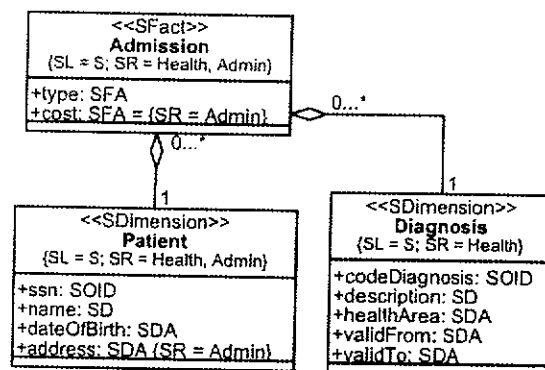 <<SFact>>
Admission
{SL = S; SR = Health, Admin}
+type: SFA
+cost: SFA = {SR = Admin}
0...*
0...*
1
1
<<SDimension>>
Patient
{SL = S; SR = Health, Admin}
+ssn: SOID
+name: SD
+dateOfBirth: SDA
+address: SDA {SR = Admin}
<<SDimension>>
Diagnosis
{SL = S; SR = Health}
+codeDiagnosis: SOID
+description: SD
+healthArea: SDA
+validFrom: SDA
+validTo: SDA